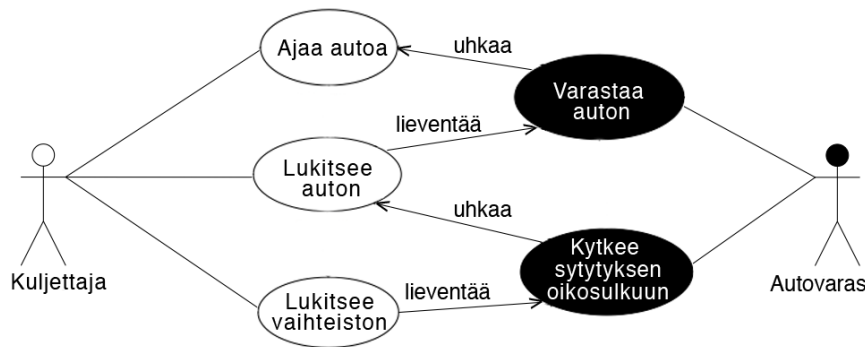 Ajaa autoa
uhkaa
Varastaa
auton
lieventää
Lukitsee
auton
uhkaa
Kytkee
sytytyksen
oikosulkuun
Kuljettaja
Autovaras
lieventää
Lukitsee
vaihteiston